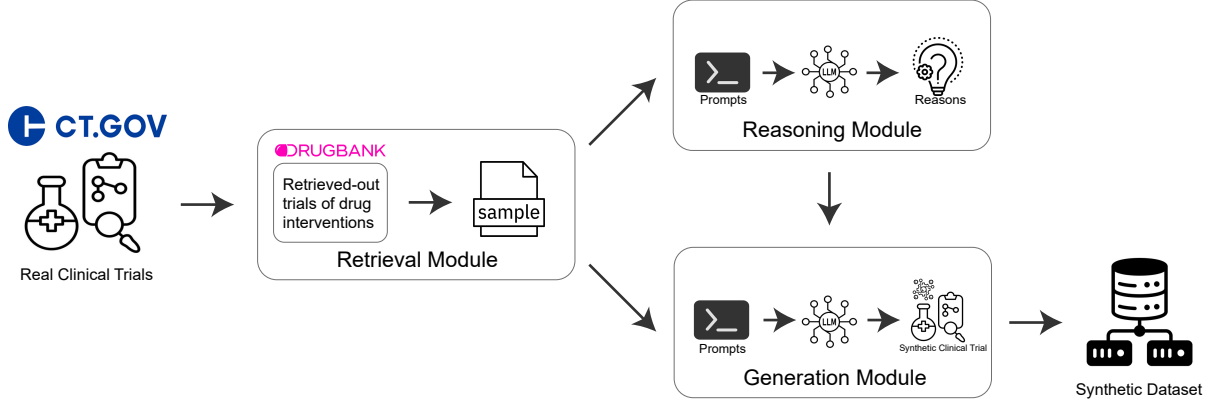 CT.GOV
Real Clinical Trials
DRUGBANK
Retrieved-out
trials of drug
interventions
sample
Retrieval Module
>_
Prompts
LLM
Reasons
Reasoning Module
>_
Prompts
LLM
Synthetic Clinical Trial
Generation Module
Synthetic Dataset